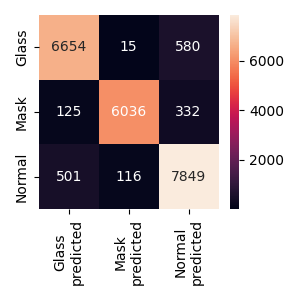 Glass 6654 15 580
Mask 125 6036 332
Normal 501 116 7849
Glass predicted
Mask predicted
Normal predicted
6000
4000
2000